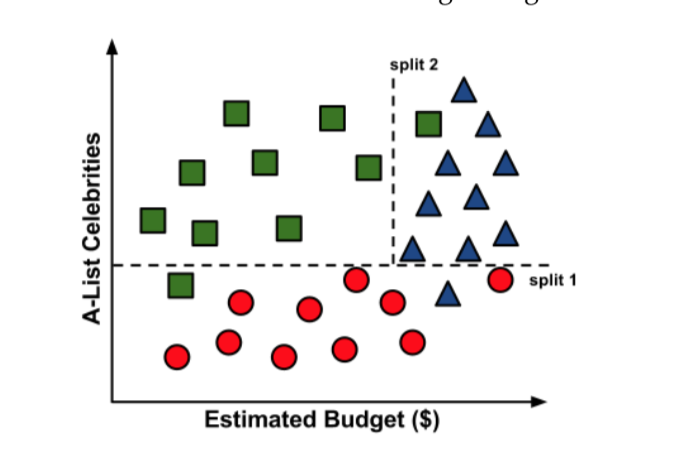 split 2
A-List Celebrities
split 1
Estimated Budget ($)